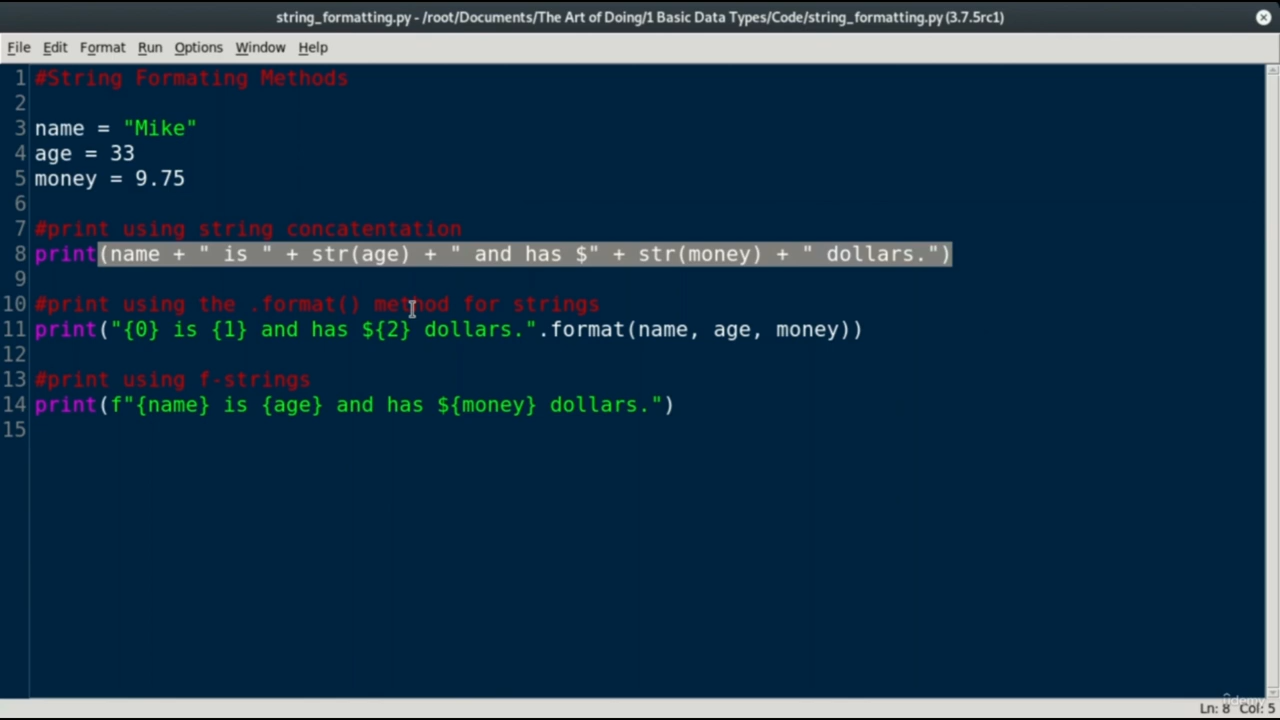 string_formatting.py - /root/Documents/The Art of Doing/1 Basic Data Types/Code/string_formatting.py (3.7.5rc1)
File Edit Format Run Options Window Help
1 #String Formating Methods
2
3 name = "Mike"
4 age = 33
5 money = 9.75
6
7 #print using string concatentation
8 print(name + " is " + str(age) + " and has $" + str(money) + " dollars.")
9
10 #print using the .format() method for strings
11 print("{0} is {1} and has ${2} dollars.".format(name, age, money))
12
13 #print using f-strings
14 print(f"{name} is {age} and has ${money} dollars.")
15
Udemy
Ln: 8 Col: 5